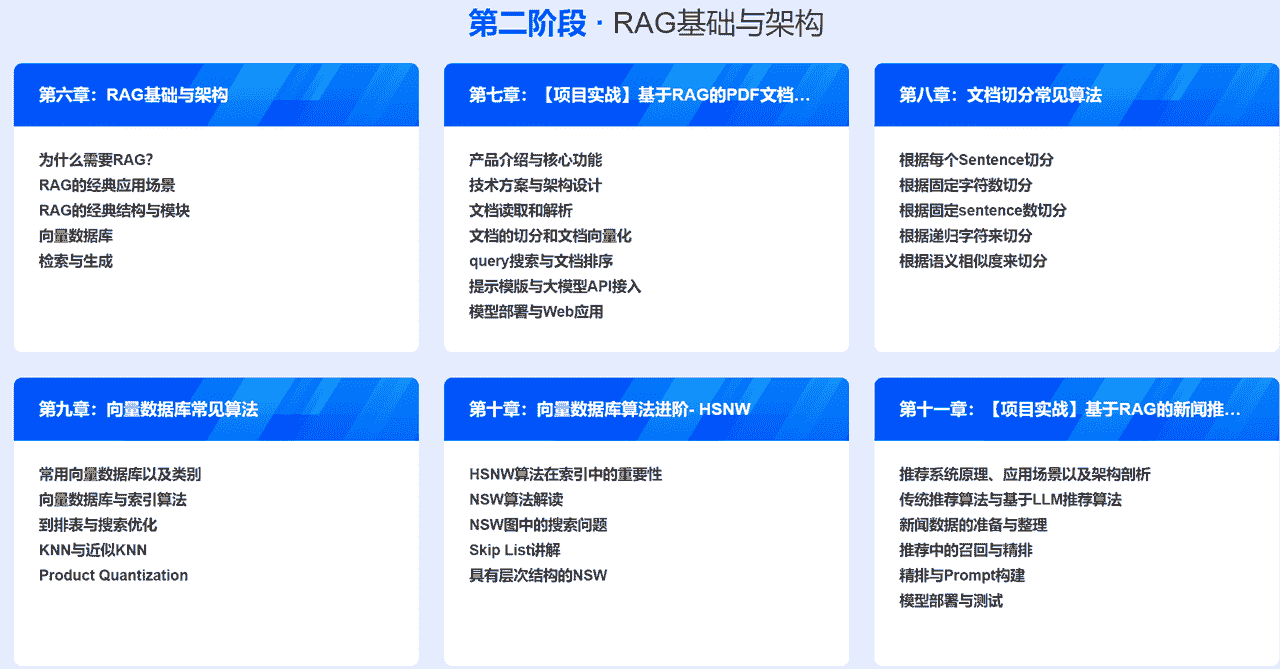 第二阶段 · RAG基础与架构
第六章：RAG基础与架构
为什么需要RAG？
RAG的经典应用场景
RAG的经典结构与模块
向量数据库
检索与生成
第七章：【项目实战】基于RAG的PDF文档…
产品介绍与核心功能
技术方案与架构设计
文档读取和解析
文档的切分和文档向量化
query搜索与文档排序
提示模版与大模型API接入
模型部署与Web应用
第八章：文档切分常见算法
根据每个Sentence切分
根据固定字符数切分
根据固定sentence数切分
根据递归字符来切分
根据语义相似度来切分
第九章：向量数据库常见算法
常用向量数据库以及类别
向量数据库与索引算法
到排表与搜索优化
KNN与近似KNN
Product Quantization
第十章：向量数据库算法进阶- HSNW
HSNW算法在索引中的重要性
NSW算法解读
NSW图中的搜索问题
Skip List讲解
具有层次结构的NSW
第十一章：【项目实战】基于RAG的新闻推…
推荐系统原理、应用场景以及架构剖析
传统推荐算法与基于LLM推荐算法
新闻数据的准备与整理
推荐中的召回与精排
精排与Prompt构建
模型部署与测试